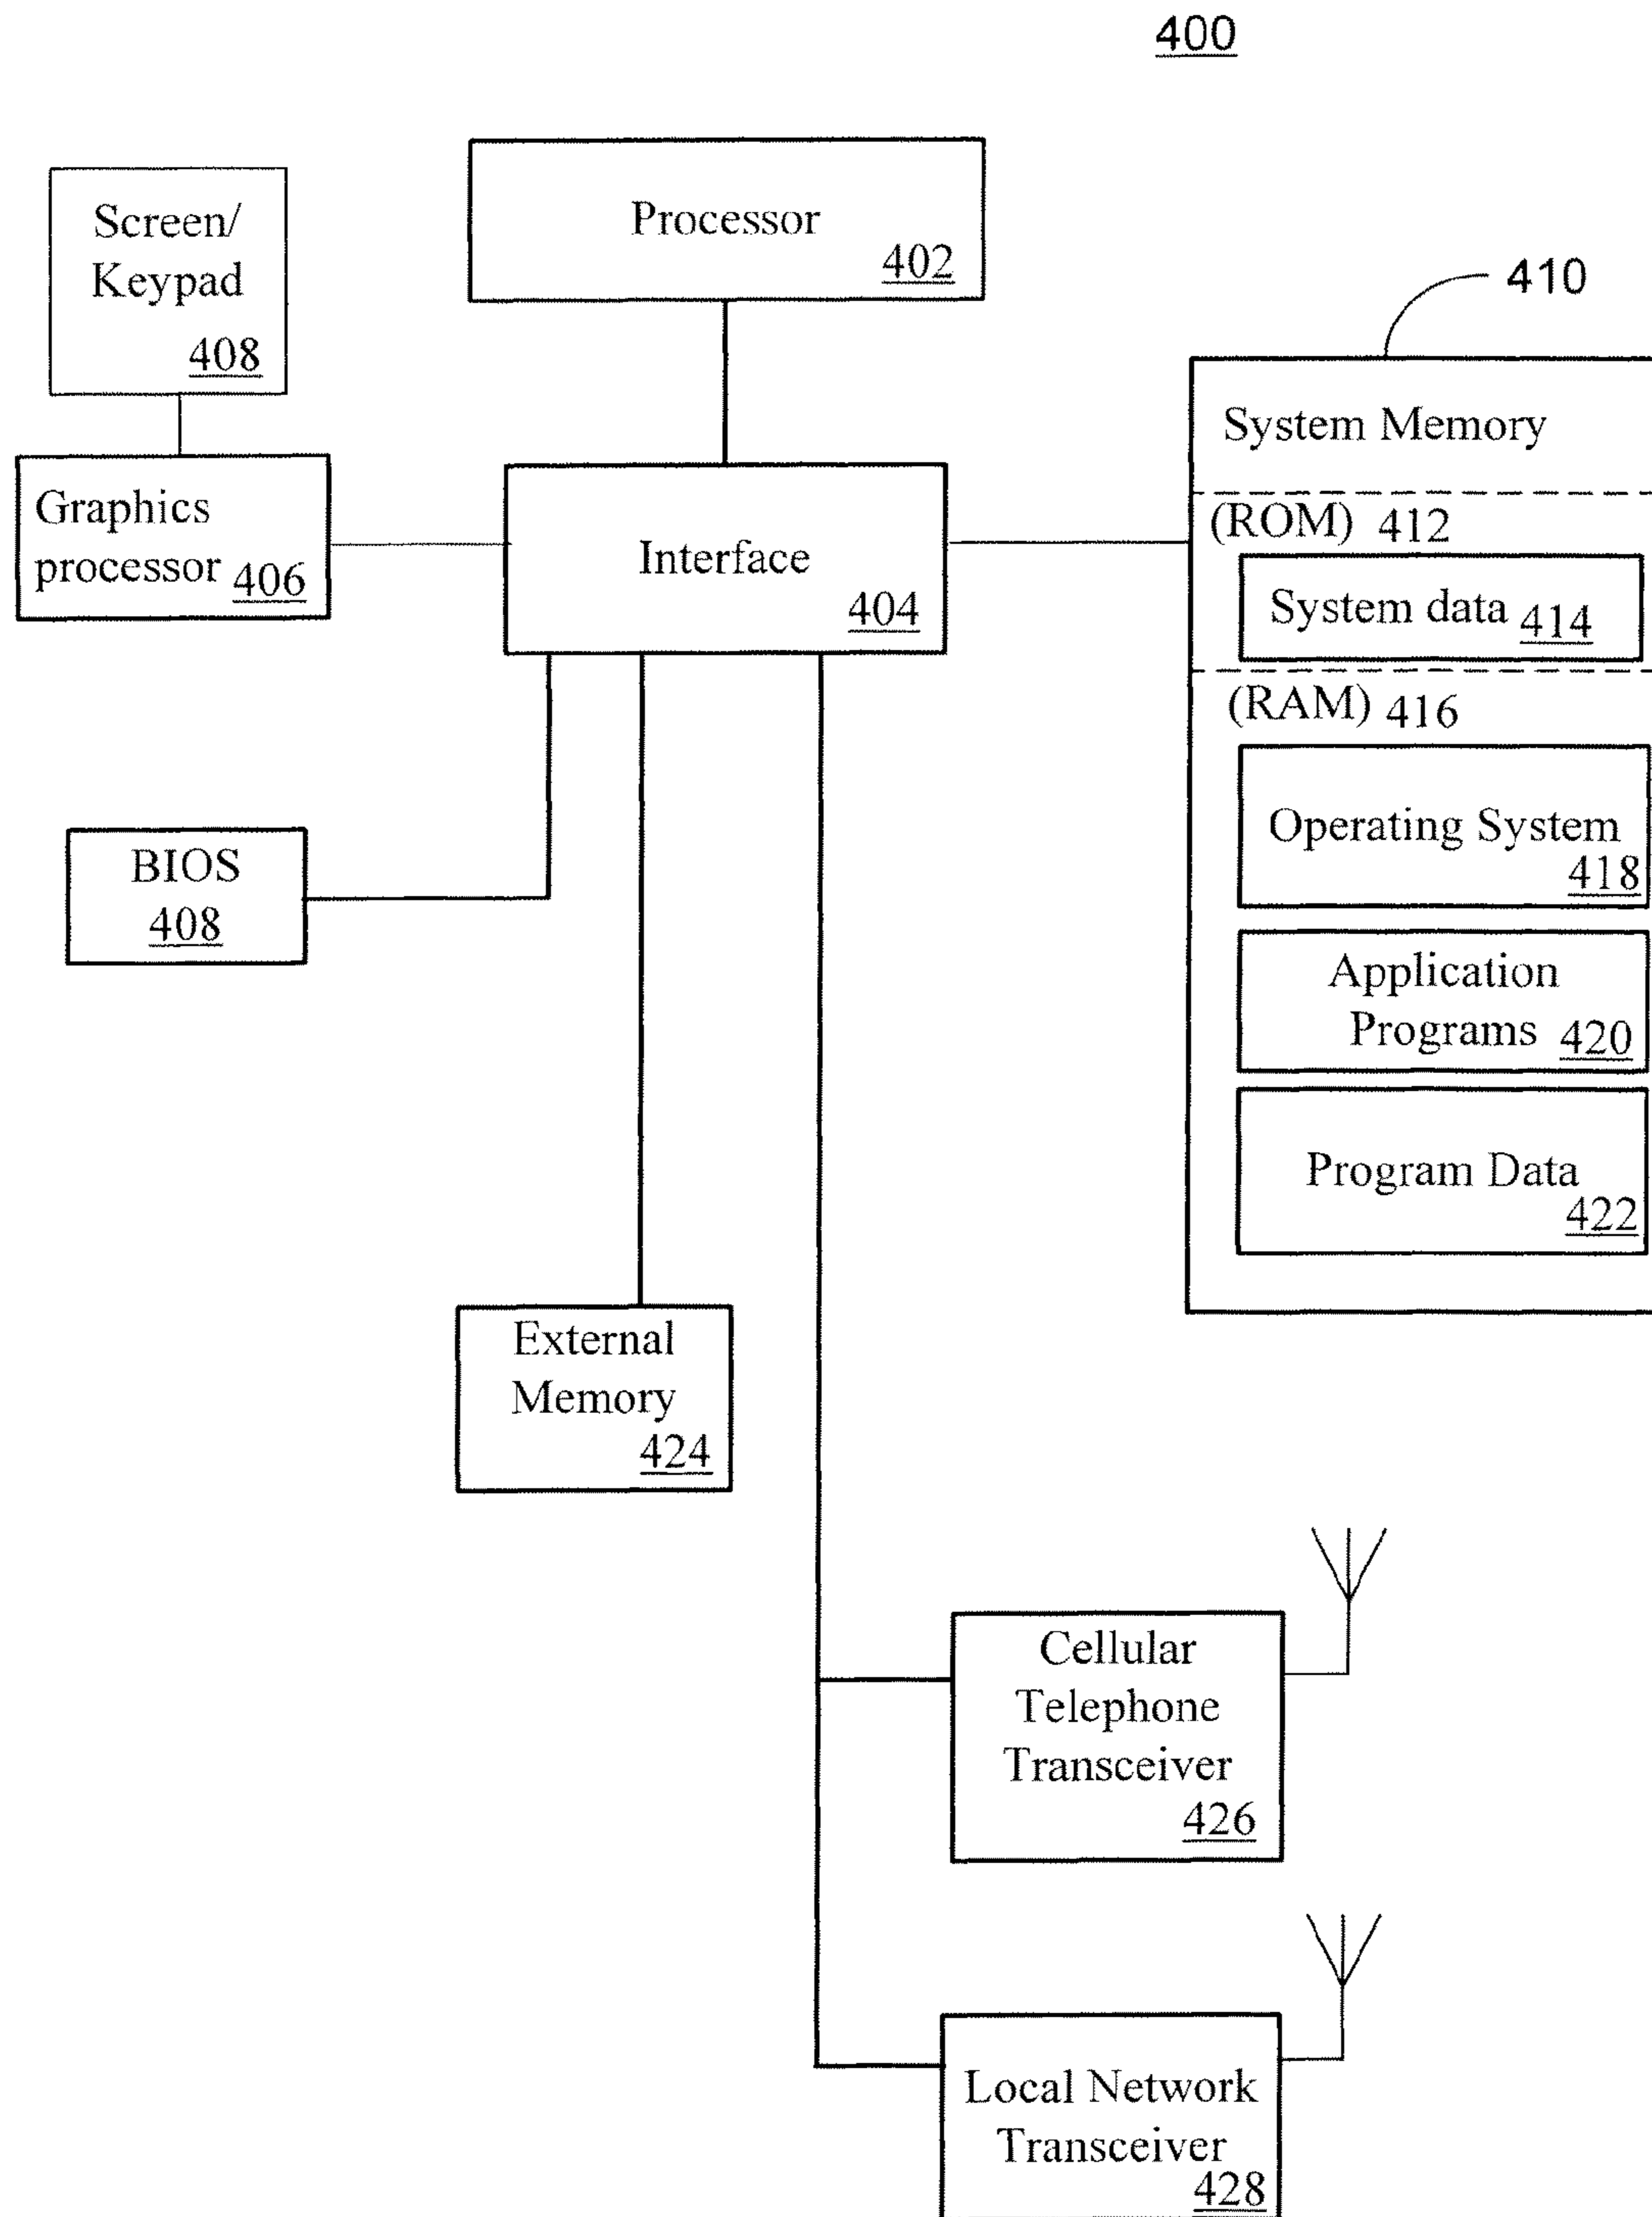 400
Processor
402
Screen/
Keypad
408
410
System Memory
Graphics
processor 406
Interface
404
(ROM) 412
System data 414
(RAM) 416
Operating System
418
BIOS
408
Application
Programs 420
Program Data
422
External
Memory
424
Cellular
Telephone
Transceiver
426
Local Network
Transceiver
428